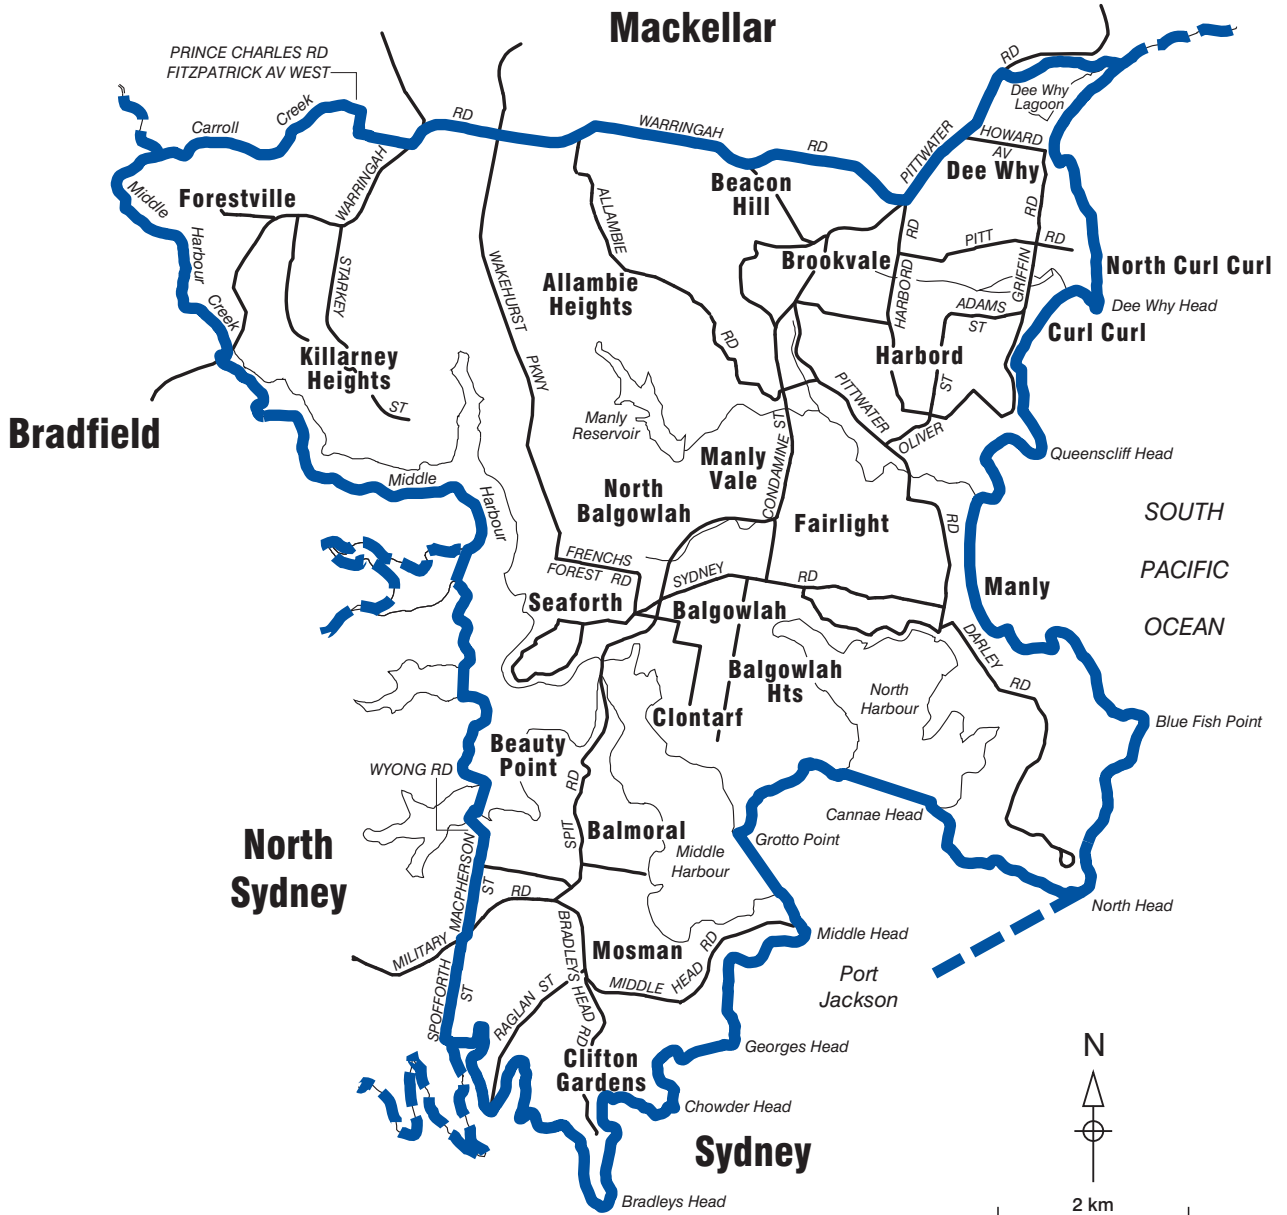 Mackellar
PRINCE CHARLES RD
FITZPATRICK AV WEST
RD
Dee Why
Lagoon
Carroll
Creek
RD
WARRINGAH
RD
PITTWATER
HOWARD
AV
Dee Why
WARRINGAH
Middle
Forestville
Beacon
Hill
ALLAMBIE
RD
RD
PITT
RD
Harbour
STARKEY
WAKEHURST
Brookvale
GRIFFIN
North Curl Curl
Allambie
Heights
HARBORD
ADAMS
ST
Dee Why Head
Creek
Curl Curl
Killarney
Heights
RD
Harbord
PKWY
ST
ST
PITTWATER
Bradfield
Manly
Reservoir
OLIVER
CONDAMINE ST
Queenscliff Head
Manly
Vale
Middle
Harbour
North
Balgowlah
Fairlight
RD
SOUTH
PACIFIC
OCEAN
FRENCHS
FOREST RD
SYDNEY
RD
Manly
Seaforth
Balgowlah
DARLEY
RD
Balgowlah
Hts
North
Harbour
Clontarf
Blue Fish Point
Beauty
Point
WYONG RD
RD
Cannae Head
SPIT
Balmoral
Grotto Point
North
Sydney
MACPHERSON
ST
Middle
Harbour
RD
North Head
MILITARY
BRADLEYS HEAD RD
Mosman
RD
Middle Head
SPOFFORTH
ST
RAGLAN ST
MIDDLE HEAD
Port
Jackson
Clifton
Gardens
Georges Head
N
Chowder Head
Sydney
Bradleys Head
2 km